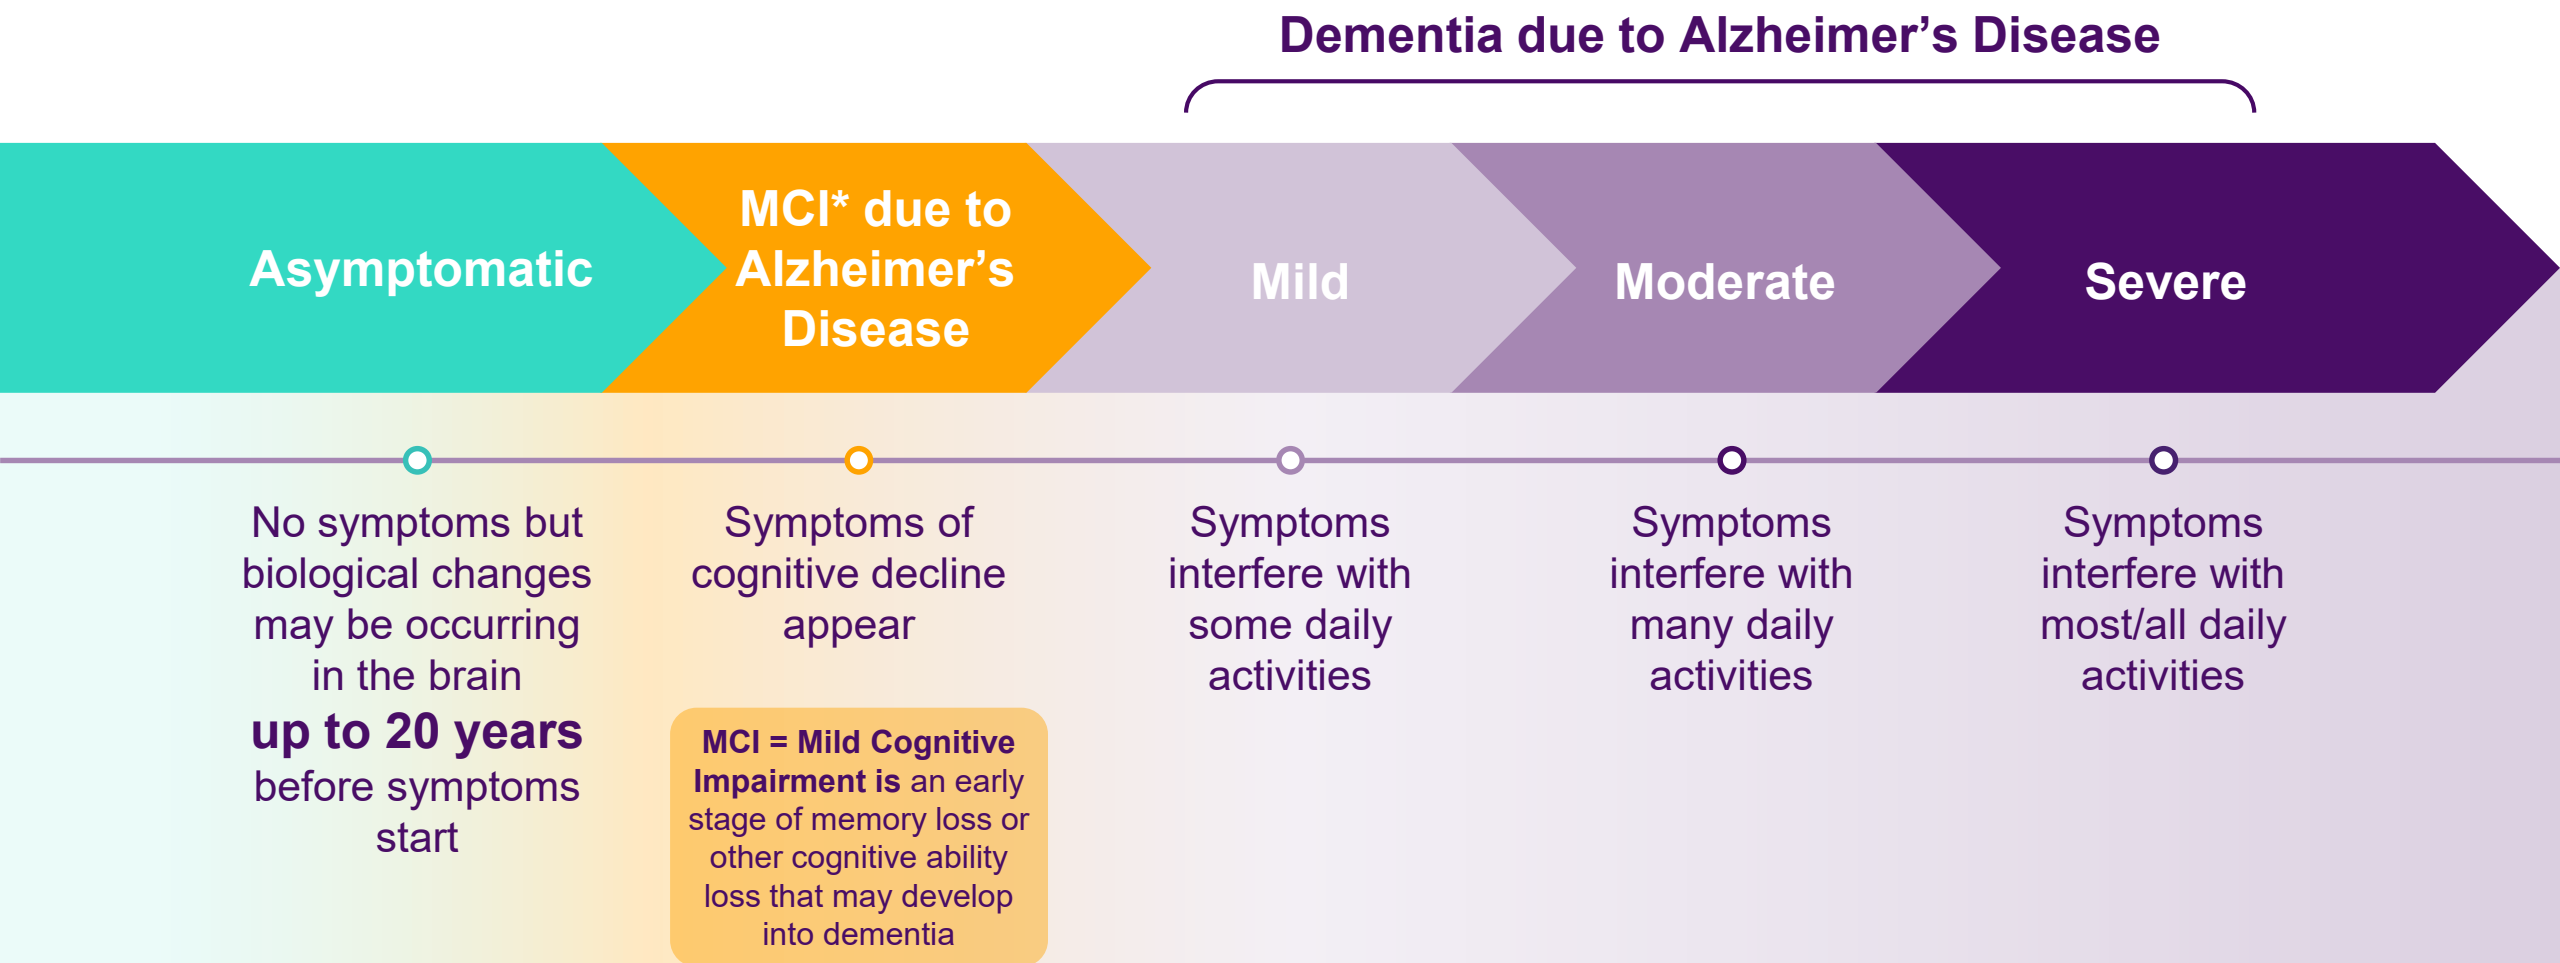 Dementia due to Alzheimer’s Disease
Asymptomatic
MCI* due to
Alzheimer’s
Disease
Mild
Moderate
Severe
No symptoms but
biological changes
may be occurring
in the brain
up to 20 years
before symptoms
start
Symptoms of
cognitive decline
appear
MCI = Mild Cognitive
Impairment is an early
stage of memory loss or
other cognitive ability
loss that may develop
into dementia
Symptoms
interfere with
some daily
activities
Symptoms
interfere with
many daily
activities
Symptoms
interfere with
most/all daily
activities